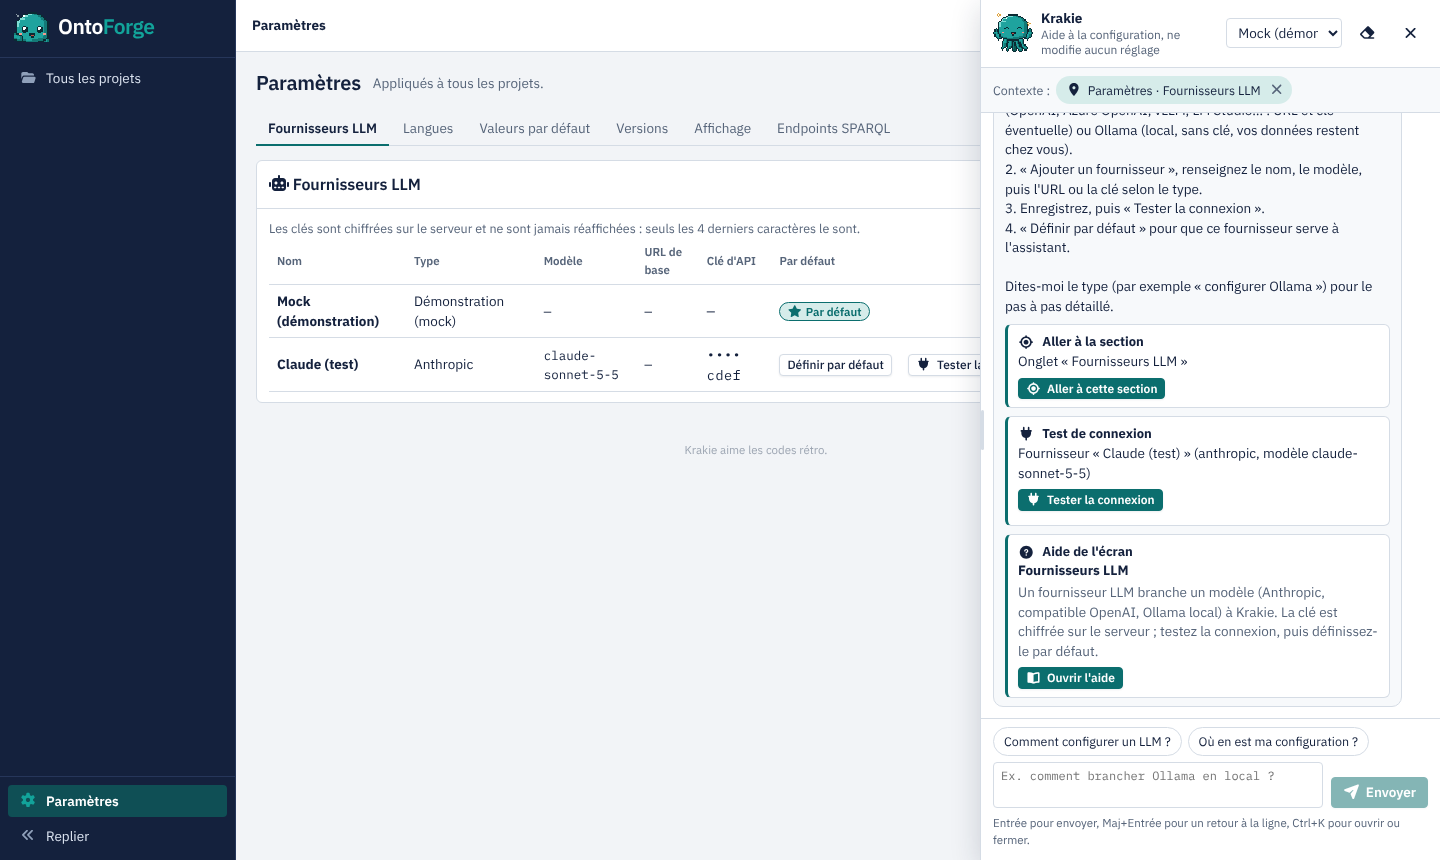 OntoForge
Tous les projets
Paramètres
Replier
Paramètres
Paramètres Appliqués à tous les projets.
Fournisseurs LLM Langues Valeurs par défaut Versions Affichage Endpoints SPARQL
Fournisseurs LLM
Les clés sont chiffrées sur le serveur et ne sont jamais réaffichées : seuls les 4 derniers caractères le sont.
Nom Type Modèle URL de base Clé d'API Par défaut
Mock (démonstration) Démonstration (mock) – – – Par défaut
Claude (test) Anthropic claude-sonnet-5-5 – •••• cdef Définir par défaut Tester la
Krakie aime les codes rétro.
Krakie
Aide à la configuration, ne
modifie aucun réglage
Mock (démor
Contexte : Paramètres · Fournisseurs LLM
(OpenAI, Azure OpenAI, vLLM, LM Studio... : URL et clé
éventuelle) ou Ollama (local, sans clé, vos données restent
chez vous).
2. « Ajouter un fournisseur », renseignez le nom, le modèle,
puis l'URL ou la clé selon le type.
3. Enregistrez, puis « Tester la connexion ».
4. « Définir par défaut » pour que ce fournisseur serve à
l'assistant.
Dites-moi le type (par exemple « configurer Ollama ») pour le
pas à pas détaillé.
Aller à la section
Onglet « Fournisseurs LLM »
Aller à cette section
Test de connexion
Fournisseur « Claude (test) » (anthropic, modèle claude-
sonnet-5-5)
Tester la connexion
Aide de l'écran
Fournisseurs LLM
Un fournisseur LLM branche un modèle (Anthropic,
compatible OpenAI, Ollama local) à Krakie. La clé est
chiffrée sur le serveur ; testez la connexion, puis définissez-
le par défaut.
Ouvrir l'aide
Comment configurer un LLM ? Où en est ma configuration ?
Ex. comment brancher Ollama en local ?
Envoyer
Entrée pour envoyer, Maj+Entrée pour un retour à la ligne, Ctrl+K pour ouvrir ou
fermer.